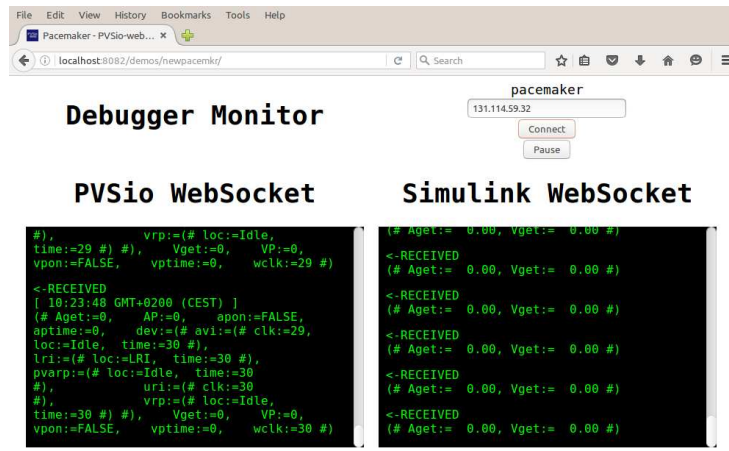 File Edit View History Bookmarks Tools Help
Pacemaker - PVSio-web...
localhost:8082/demos/newpacemkr/
Search
Debugger Monitor
pacemaker
131.114.59.32
Connect
Pause
PVSio WebSocket
#), vrp:=(# loc:=Idle,
time:=29 #) #), Vget:=0, VP:=0,
vpon:=FALSE, vptime:=0, wclk:=29 #)
<-RECEIVED
[ 10:23:48 GMT+0200 (CEST) ]
(# Aget:=0, AP:=0, apon:=FALSE,
aptime:=0, dev:=(# avi:=(# clk:=29,
loc:=Idle, time:=30 #),
lri:=(# loc:=LRI, time:=30 #),
pvarp:=(# loc:=Idle, time:=30
#), uri:=(# clk:=30
#), vrp:=(# loc:=Idle,
time:=30 #) #), Vget:=0, VP:=0,
vpon:=FALSE, vptime:=0, wclk:=30 #)
Simulink WebSocket
(# Aget:= 0.00, Vget:= 0.00 #)
<-RECEIVED
(# Aget:= 0.00, Vget:= 0.00 #)
<-RECEIVED
(# Aget:= 0.00, Vget:= 0.00 #)
<-RECEIVED
(# Aget:= 0.00, Vget:= 0.00 #)
<-RECEIVED
(# Aget:= 0.00, Vget:= 0.00 #)
<-RECEIVED
(# Aget:= 0.00, Vget:= 0.00 #)